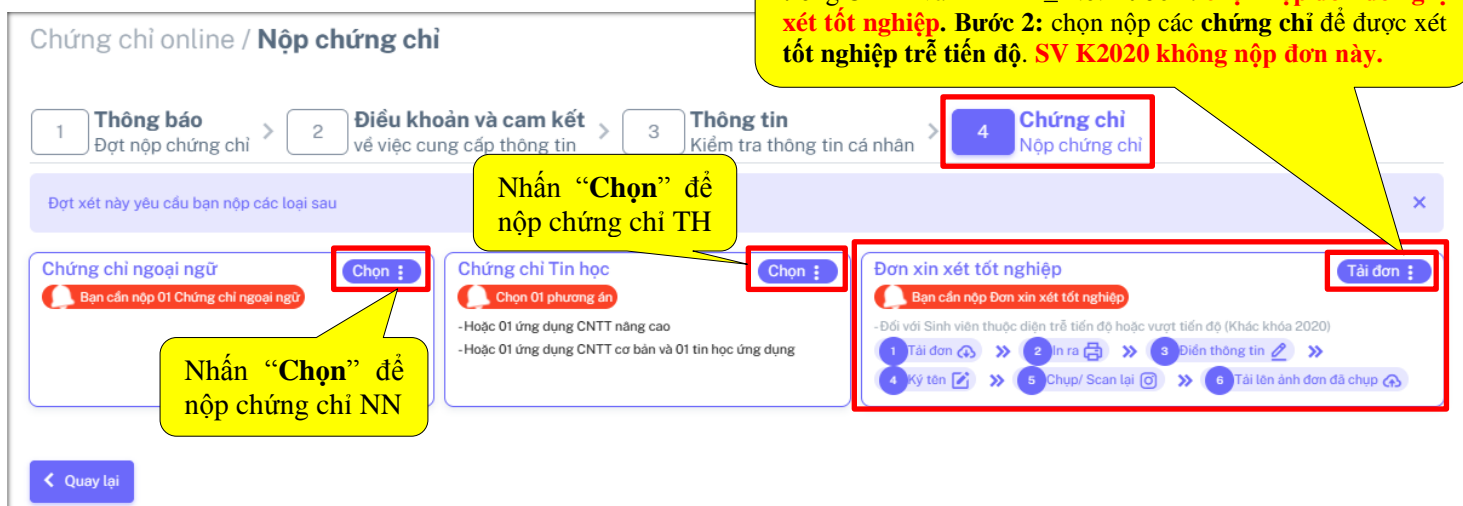 xét tốt nghiệp. Bước 2: chọn nộp các chứng chỉ để được xét
tốt nghiệp trễ tiến độ. SV K2020 không nộp đơn này.
Chứng chỉ online / Nộp chứng chỉ
1 Thông báo
Đợt nộp chứng chỉ
2 Điều khoản và cam kết
về việc cung cấp thông tin
3 Thông tin
Kiểm tra thông tin cá nhân
4 Chứng chỉ
Nộp chứng chỉ
Đợt xét này yêu cầu bạn nộp các loại sau
Nhấn “Chọn” để
nộp chứng chỉ TH
Chứng chỉ ngoại ngữ
Chọn
Bạn cần nộp 01 Chứng chỉ ngoại ngữ
Nhấn “Chọn” để
nộp chứng chỉ NN
Chứng chỉ Tin học
Chọn
Chọn 01 phương án
-Hoặc 01 ứng dụng CNTT nâng cao
-Hoặc 01 ứng dụng CNTT cơ bản và 01 tin học ứng dụng
Đơn xin xét tốt nghiệp
Tải đơn
Bạn cần nộp Đơn xin xét tốt nghiệp
-Đối với Sinh viên thuộc diện trễ tiến độ hoặc vượt tiến độ (Khác khóa 2020)
1 Tải đơn » 2 In ra » 3 Điền thông tin »
4 Ký tên » 5 Chụp/ Scan lại » 6 Tải lên ảnh đơn đã chụp
Quay lại